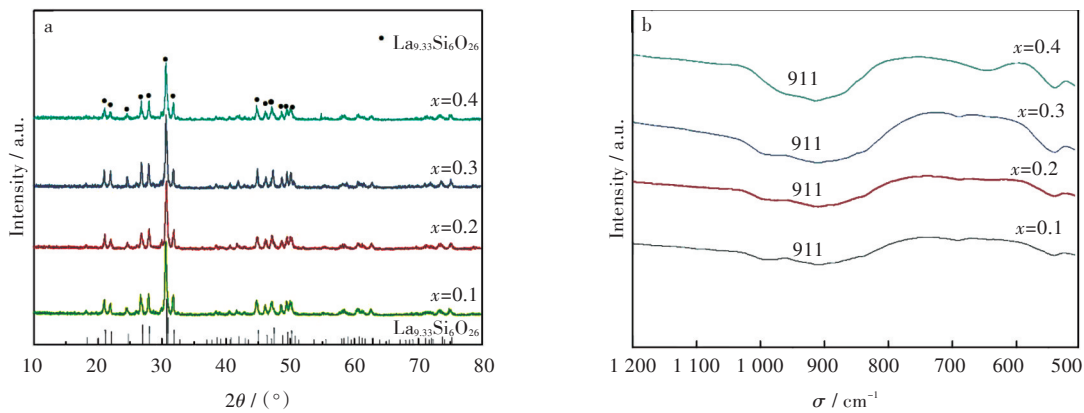 a
• La9.33Si6O26
x=0.4
x=0.3
x=0.2
x=0.1
La9.33Si6O26
Intensity / a.u.
10 20 30 40 50 60 70 80
2θ / (°)
b
x=0.4
911
x=0.3
911
x=0.2
911
x=0.1
911
Intensity / a.u.
1 200 1 100 1 000 900 800 700 600 500
σ / cm⁻¹